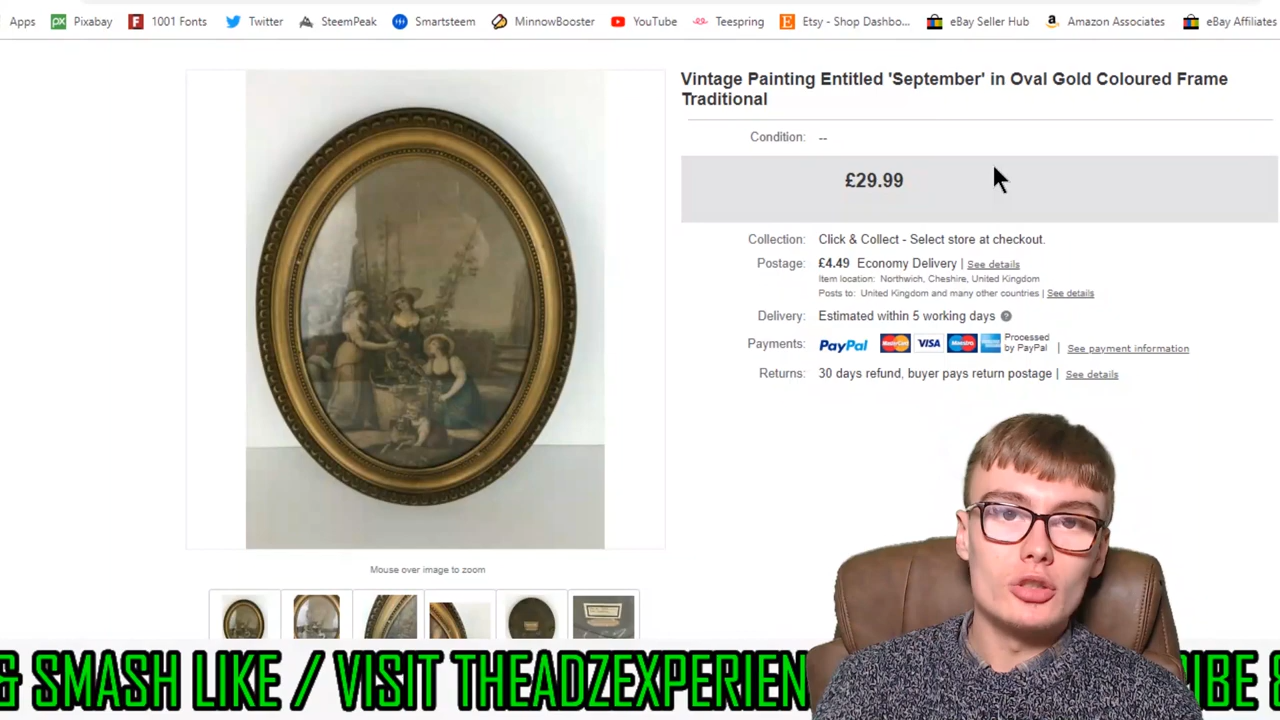 Apps Pixabay 1001 Fonts Twitter SteemPeak Smartsteem MinnowBooster YouTube Teespring Etsy - Shop Dashbo... eBay Seller Hub Amazon Associates eBay Affiliates
Vintage Painting Entitled 'September' in Oval Gold Coloured Frame
Traditional
Condition: --
£29.99
Collection: Click & Collect - Select store at checkout.
Postage: £4.49 Economy Delivery | See details
Item location: Northwich, Cheshire, United Kingdom
Posts to: United Kingdom and many other countries | See details
Delivery: Estimated within 5 working days
Payments: PayPal MasterCard VISA Maestro Processed by PayPal | See payment information
Returns: 30 days refund, buyer pays return postage | See details
Mouse over image to zoom
& SMASH LIKE / VISIT THEADZEXPERIEN IBE &